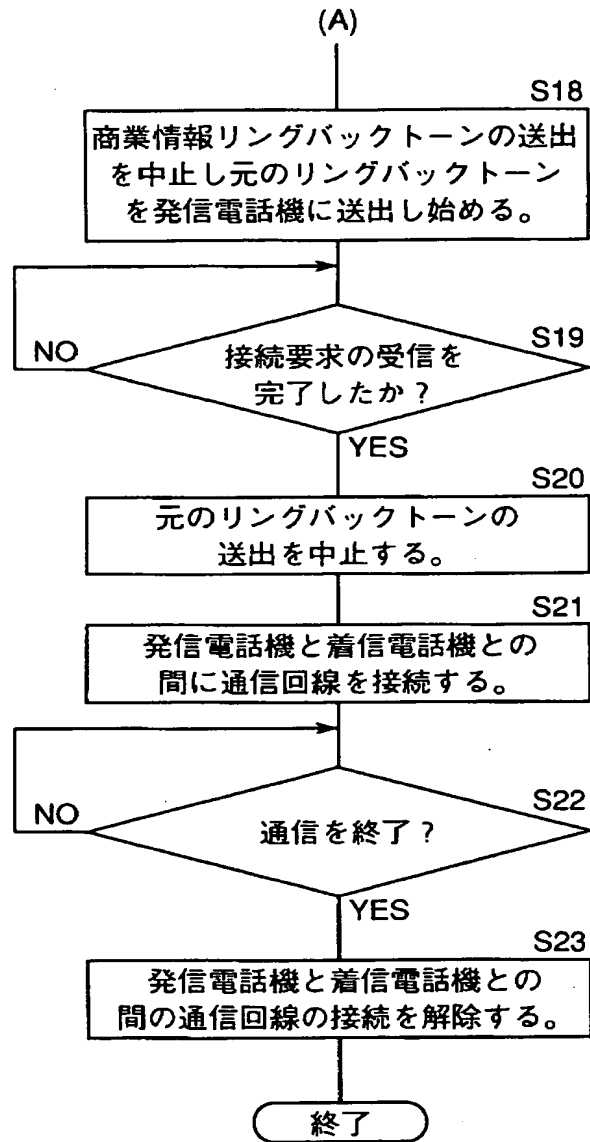 (A)
S18
商業情報リングバックトーンの送出
を中止し元のリングバックトーン
を発信電話機に送出し始める。
S19
接続要求の受信を
完了したか?
NO
YES
S20
元のリングバックトーンの
送出を中止する。
S21
発信電話機と着信電話機との
間に通信回線を接続する。
S22
通信を終了?
NO
YES
S23
発信電話機と着信電話機との
間の通信回線の接続を解除する。
終了